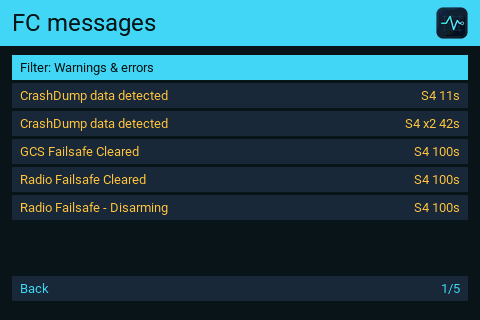 FC messages
Filter: Warnings & errors
CrashDump data detected S4 11s
CrashDump data detected S4 x2 42s
GCS Failsafe Cleared S4 100s
Radio Failsafe Cleared S4 100s
Radio Failsafe - Disarming S4 100s
Back 1/5